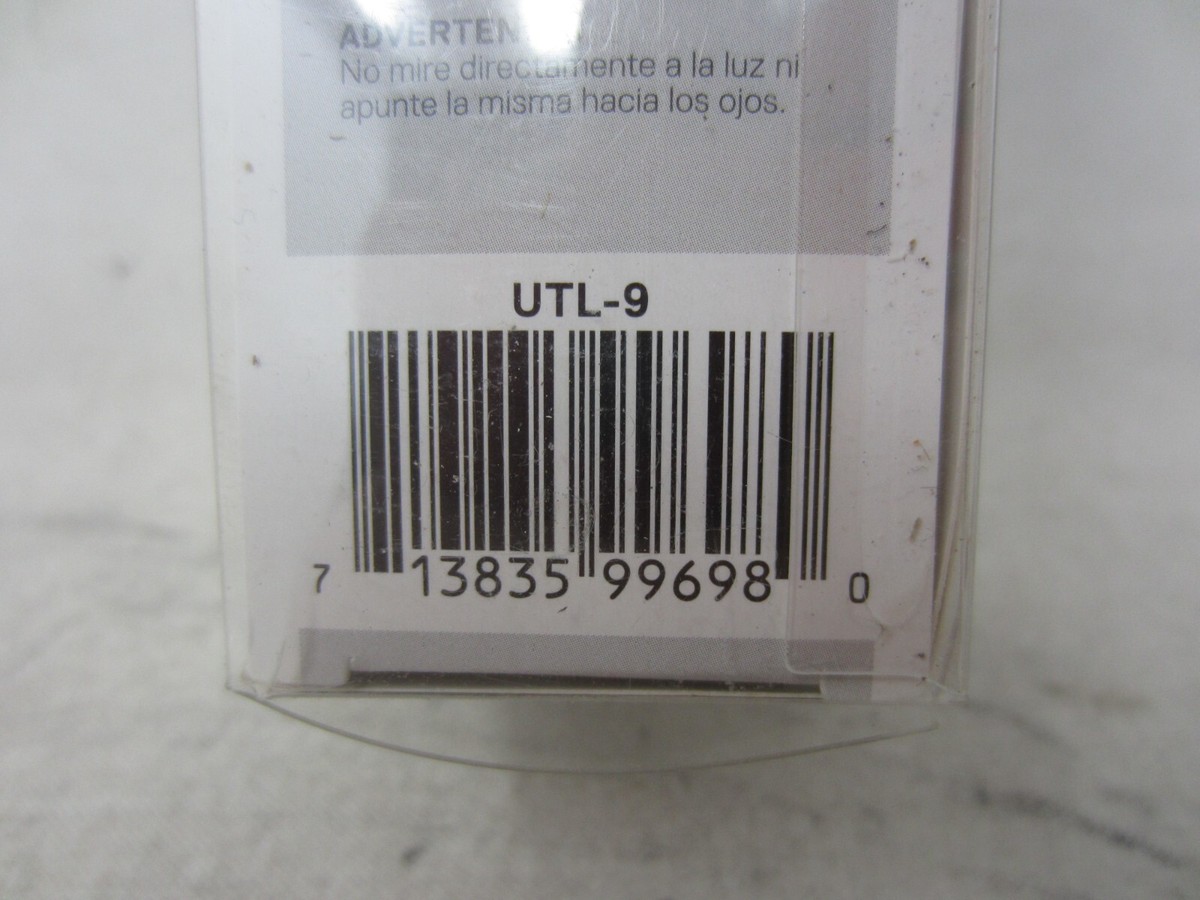 No mire directamente a la luz ni
apunte la misma hacia los ojos.
UTL-9
7 13835 99698 0